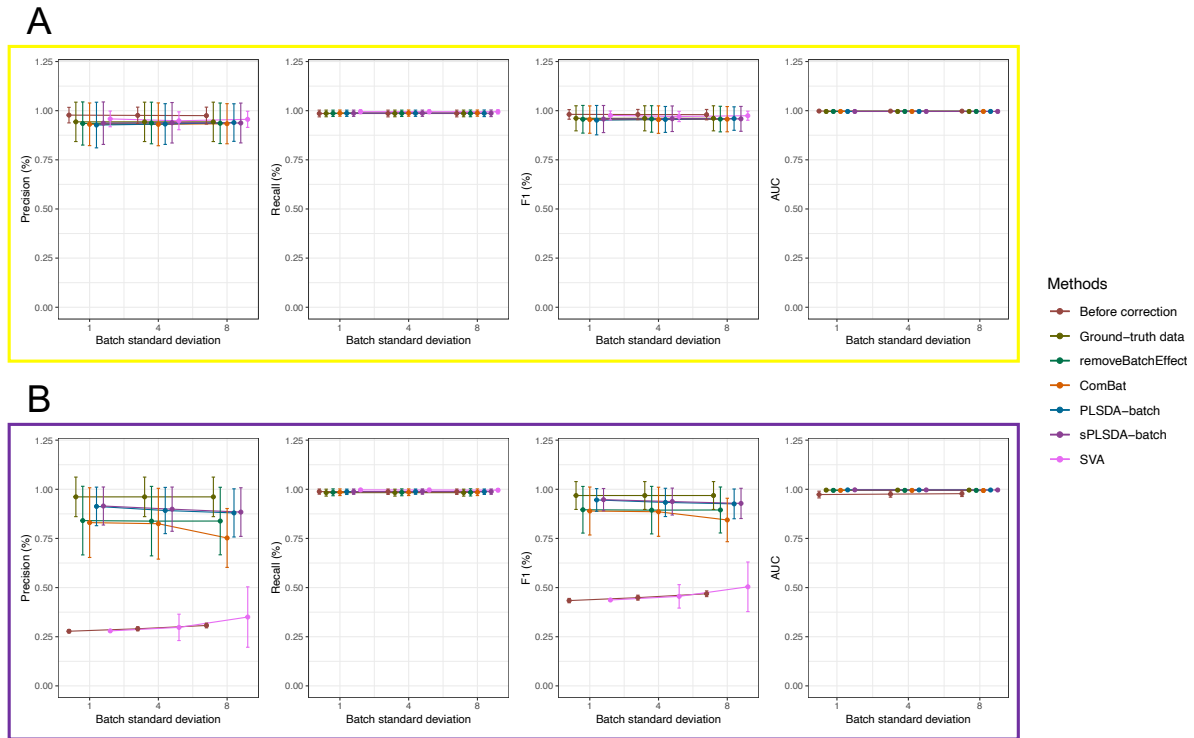 A
1.25
1.00
0.75
0.50
0.25
0.00
Precision (%)
1 4 8
Batch standard deviation
1.25
1.00
0.75
0.50
0.25
0.00
Recall (%)
1 4 8
Batch standard deviation
1.25
1.00
0.75
0.50
0.25
0.00
F1 (%)
1 4 8
Batch standard deviation
1.25
1.00
0.75
0.50
0.25
0.00
AUC
1 4 8
Batch standard deviation
B
1.25
1.00
0.75
0.50
0.25
0.00
Precision (%)
1 4 8
Batch standard deviation
1.25
1.00
0.75
0.50
0.25
0.00
Recall (%)
1 4 8
Batch standard deviation
1.25
1.00
0.75
0.50
0.25
0.00
F1 (%)
1 4 8
Batch standard deviation
1.25
1.00
0.75
0.50
0.25
0.00
AUC
1 4 8
Batch standard deviation
Methods
Before correction
Ground−truth data
removeBatchEffect
ComBat
PLSDA−batch
sPLSDA−batch
SVA